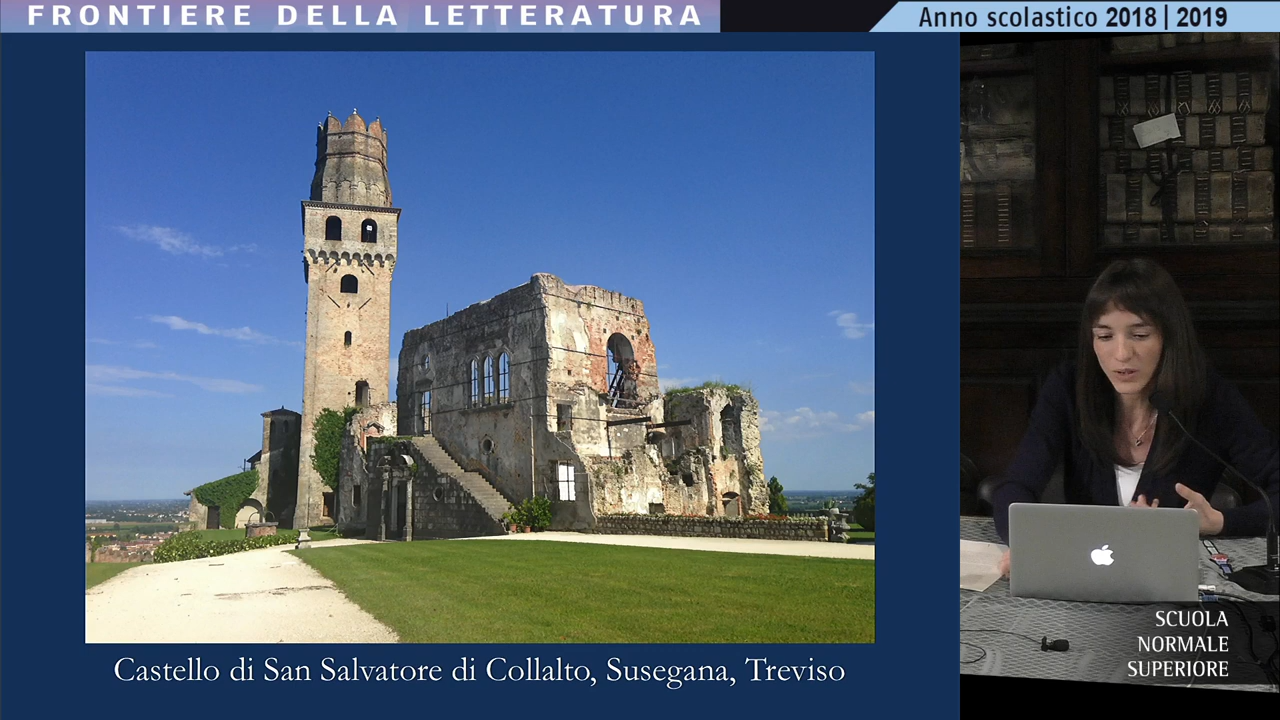 FRONTIERE DELLA LETTERATURA
Anno scolastico 2018 | 2019
Castello di San Salvatore di Collalto, Susegana, Treviso
SCUOLA
NORMALE
SUPERIORE